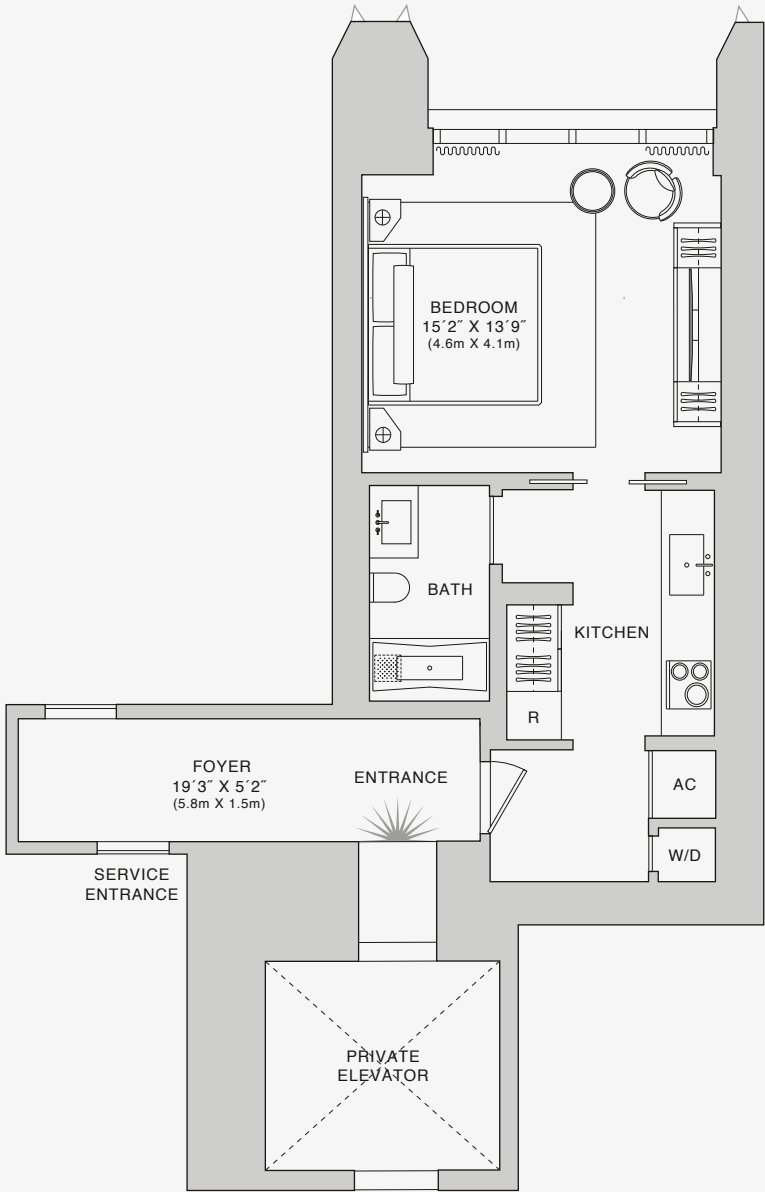 BEDROOM
15´2˝ X 13´9˝
(4.6m X 4.1m)
BATH
KITCHEN
R
FOYER
19´3˝ X 5´2˝
(5.8m X 1.5m)
ENTRANCE
AC
W/D
SERVICE
ENTRANCE
PRIVATE
ELEVATOR